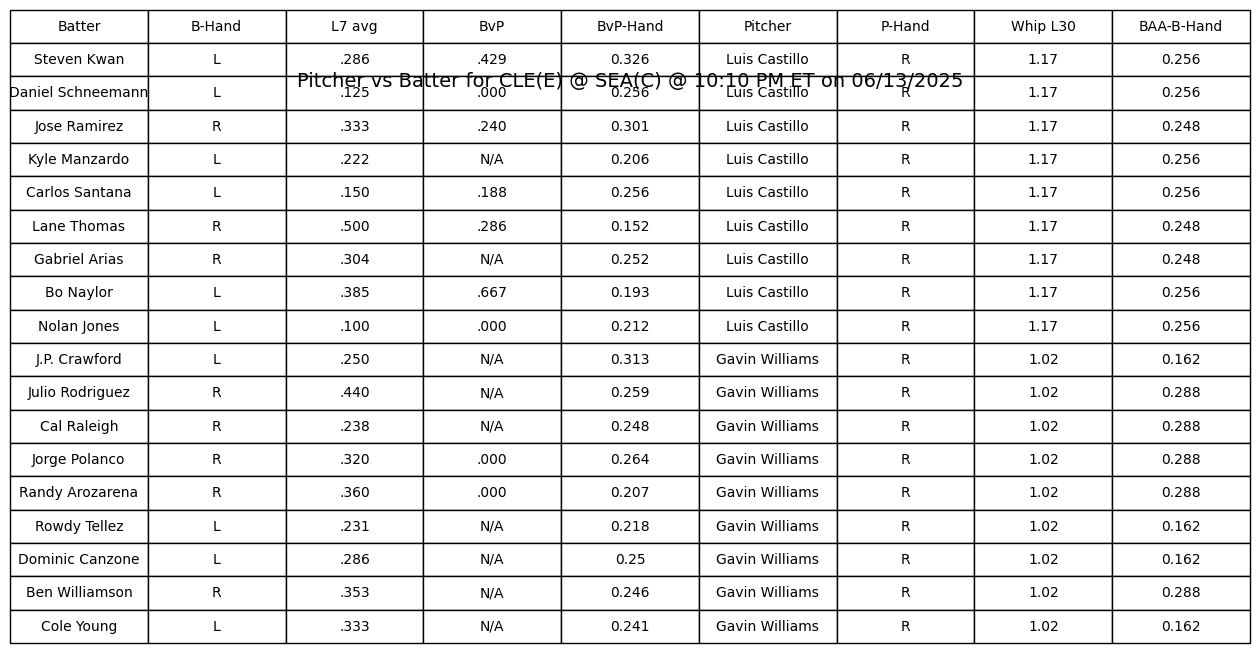 Batter B-Hand L7 avg BvP BvP-Hand Pitcher P-Hand Whip L30 BAA-B-Hand
Steven Kwan L .286 .429 0.326 Luis Castillo R 1.17 0.256
Pitcher vs Batter for CLE(E) @ SEA(C) @ 10:10 PM ET on 06/13/2025
Daniel Schneemann L .125 .000 0.256 Luis Castillo R 1.17 0.256
Jose Ramirez R .333 .240 0.301 Luis Castillo R 1.17 0.248
Kyle Manzardo L .222 N/A 0.206 Luis Castillo R 1.17 0.256
Carlos Santana L .150 .188 0.256 Luis Castillo R 1.17 0.256
Lane Thomas R .500 .286 0.152 Luis Castillo R 1.17 0.248
Gabriel Arias R .304 N/A 0.252 Luis Castillo R 1.17 0.248
Bo Naylor L .385 .667 0.193 Luis Castillo R 1.17 0.256
Nolan Jones L .100 .000 0.212 Luis Castillo R 1.17 0.256
J.P. Crawford L .250 N/A 0.313 Gavin Williams R 1.02 0.162
Julio Rodriguez R .440 N/A 0.259 Gavin Williams R 1.02 0.288
Cal Raleigh R .238 N/A 0.248 Gavin Williams R 1.02 0.288
Jorge Polanco R .320 .000 0.264 Gavin Williams R 1.02 0.288
Randy Arozarena R .360 .000 0.207 Gavin Williams R 1.02 0.288
Rowdy Tellez L .231 N/A 0.218 Gavin Williams R 1.02 0.162
Dominic Canzone L .286 N/A 0.25 Gavin Williams R 1.02 0.162
Ben Williamson R .353 N/A 0.246 Gavin Williams R 1.02 0.288
Cole Young L .333 N/A 0.241 Gavin Williams R 1.02 0.162